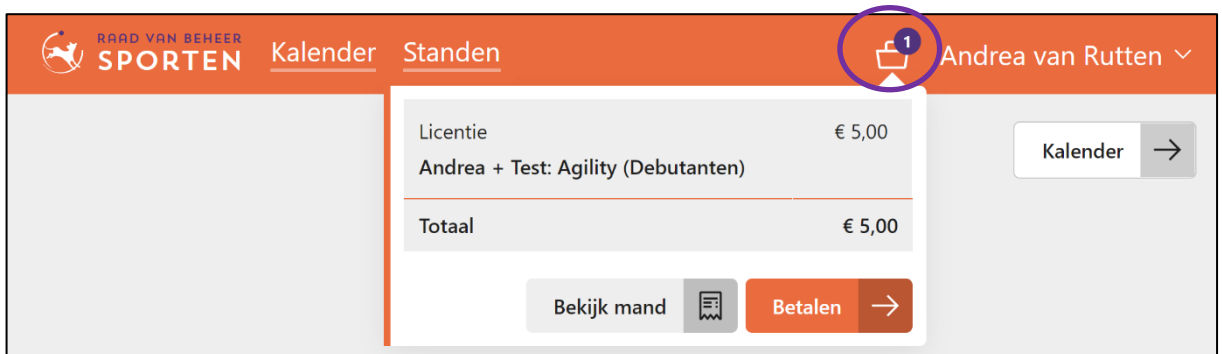 RAAD VAN BEHEER
SPORTEN
Kalender
Standen
1
Andrea van Rutten
Licentie € 5,00
Andrea + Test: Agility (Debutanten)
Totaal € 5,00
Kalender
Bekijk mand
Betalen